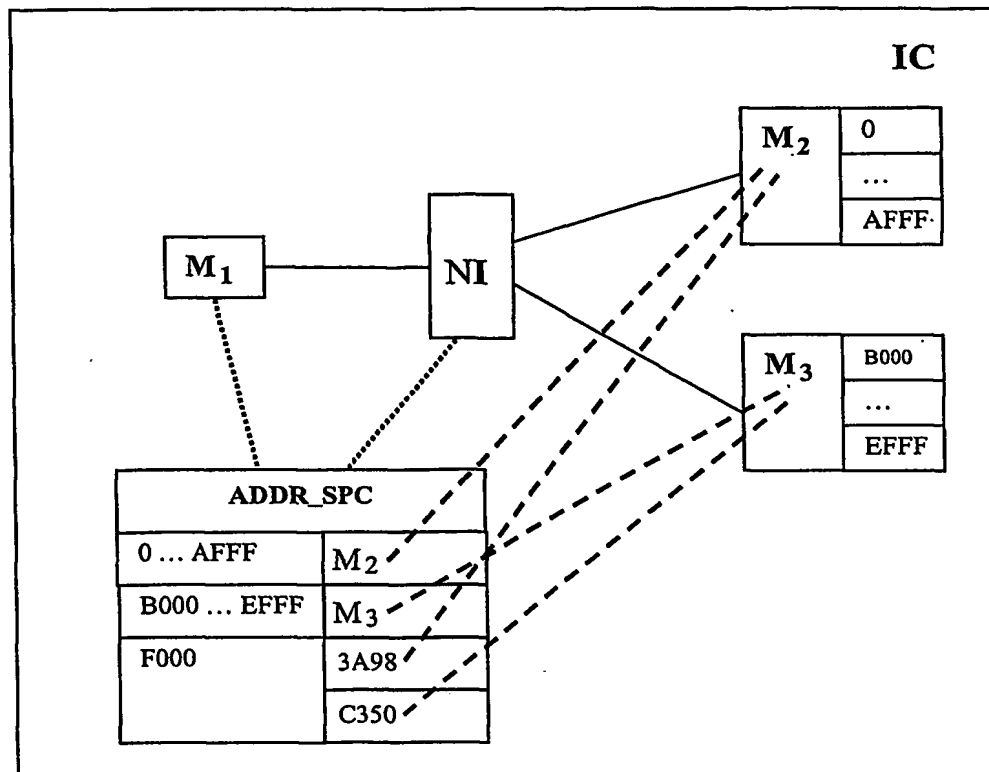 IC
M2
0
...
AFFF
M1
NI
M3
B000
...
EFFF
ADDR_SPC
0 ... AFFF
M2
B000 ... EFFF
M3
F000
3A98
C350